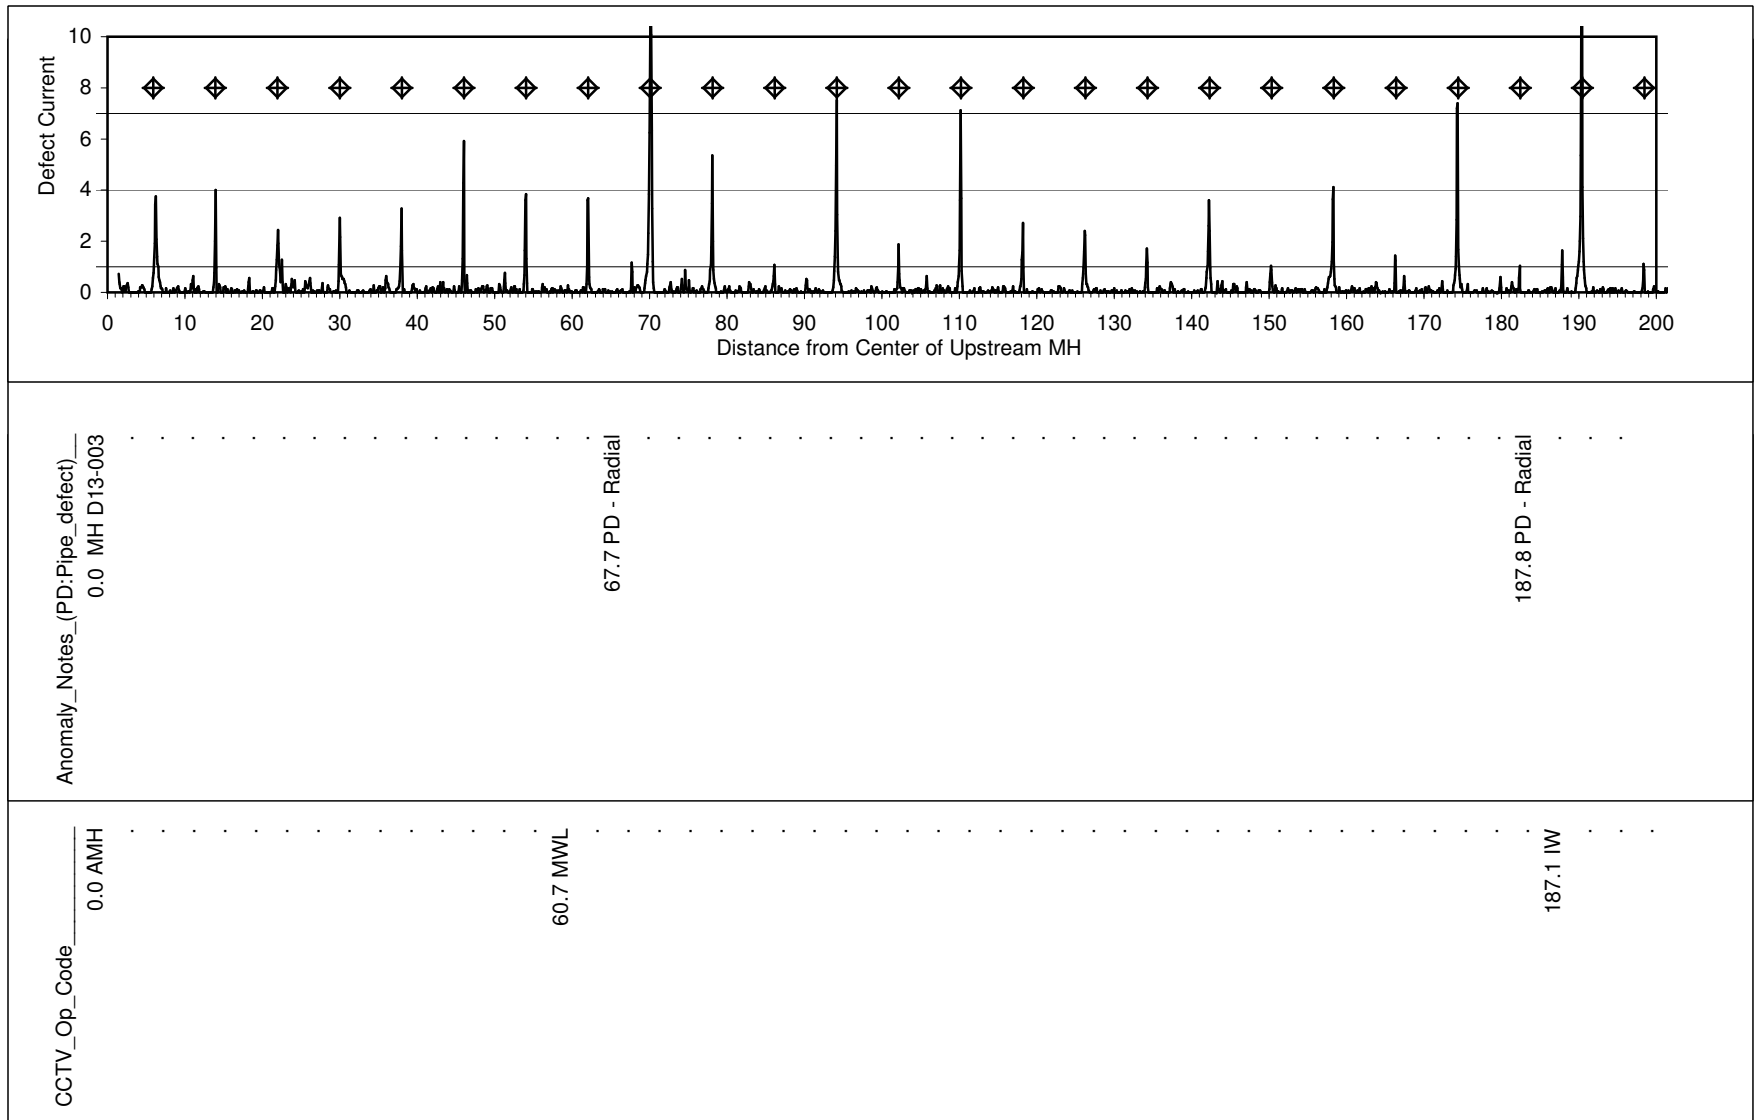 10
8
6
4
2
0
Defect Current
0 10 20 30 40 50 60 70 80 90 100 110 120 130 140 150 160 170 180 190 200
Distance from Center of Upstream MH
Anomaly_Notes_(PD:Pipe_defect)__
0.0 MH D13-003
67.7 PD - Radial
187.8 PD - Radial
CCTV_Op_Code____________
0.0 AMH
60.7 MWL
187.1 IW